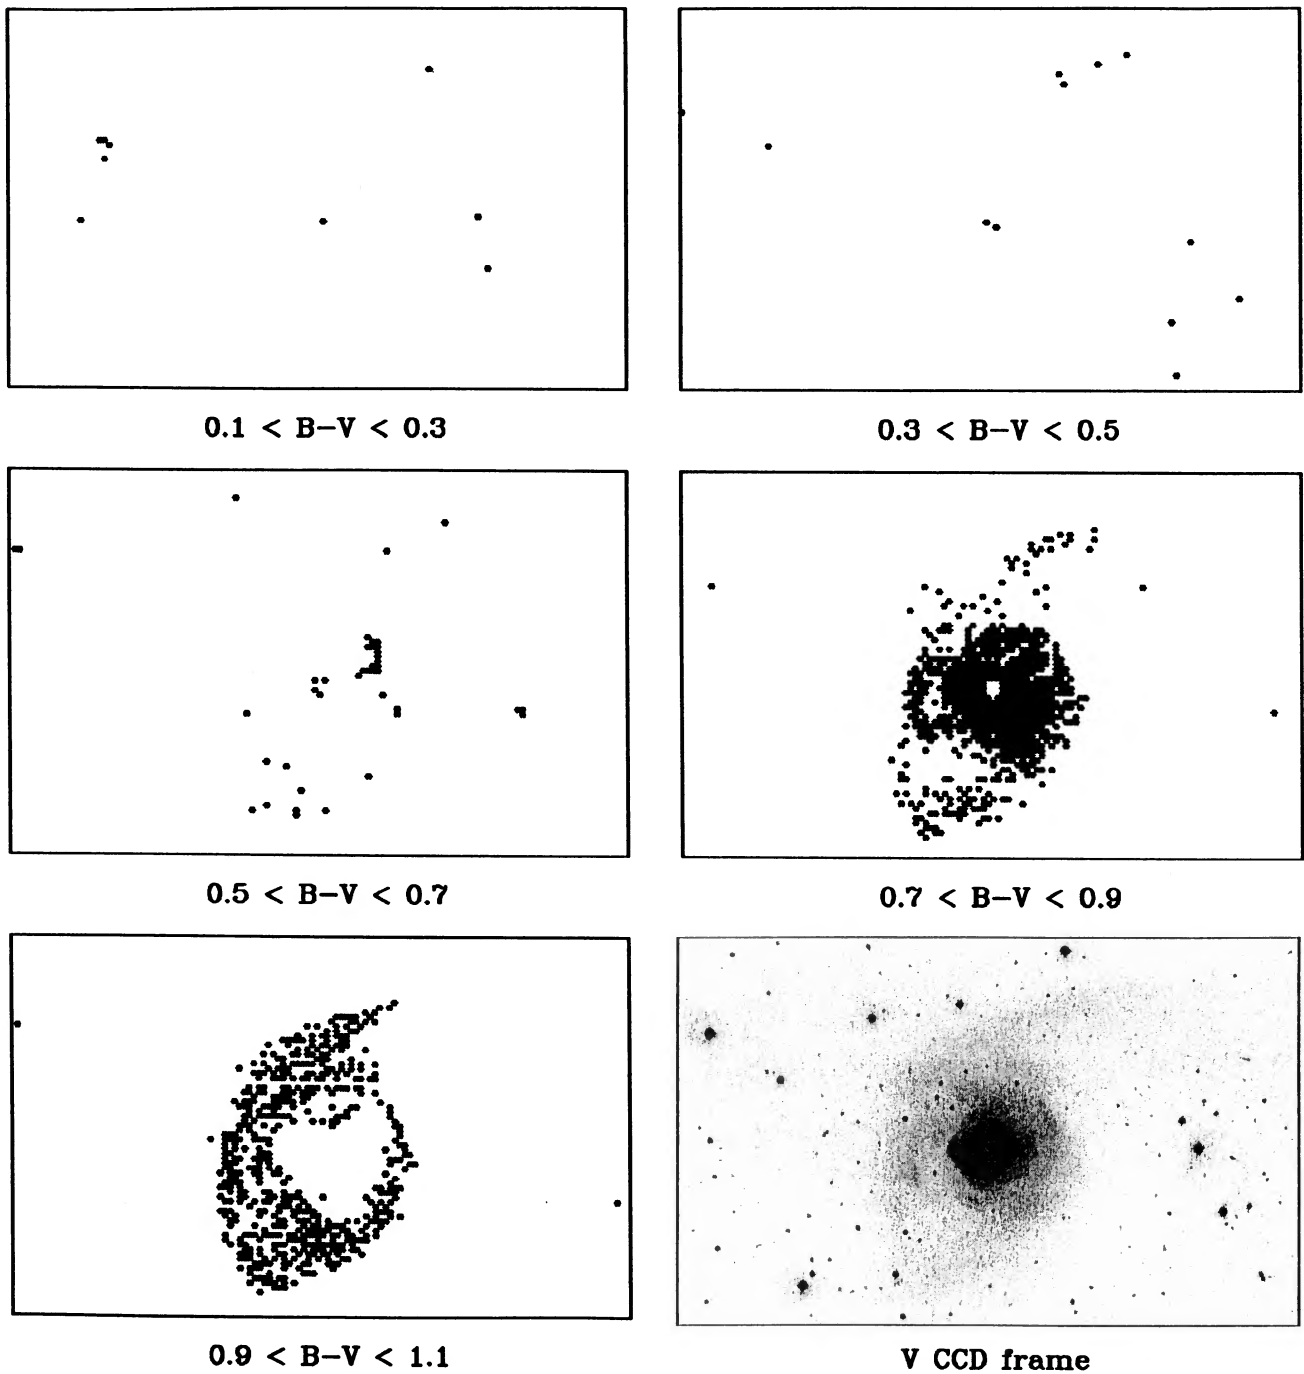 0.1 < B−V < 0.3
0.3 < B−V < 0.5
0.5 < B−V < 0.7
0.7 < B−V < 0.9
0.9 < B−V < 1.1
V CCD frame